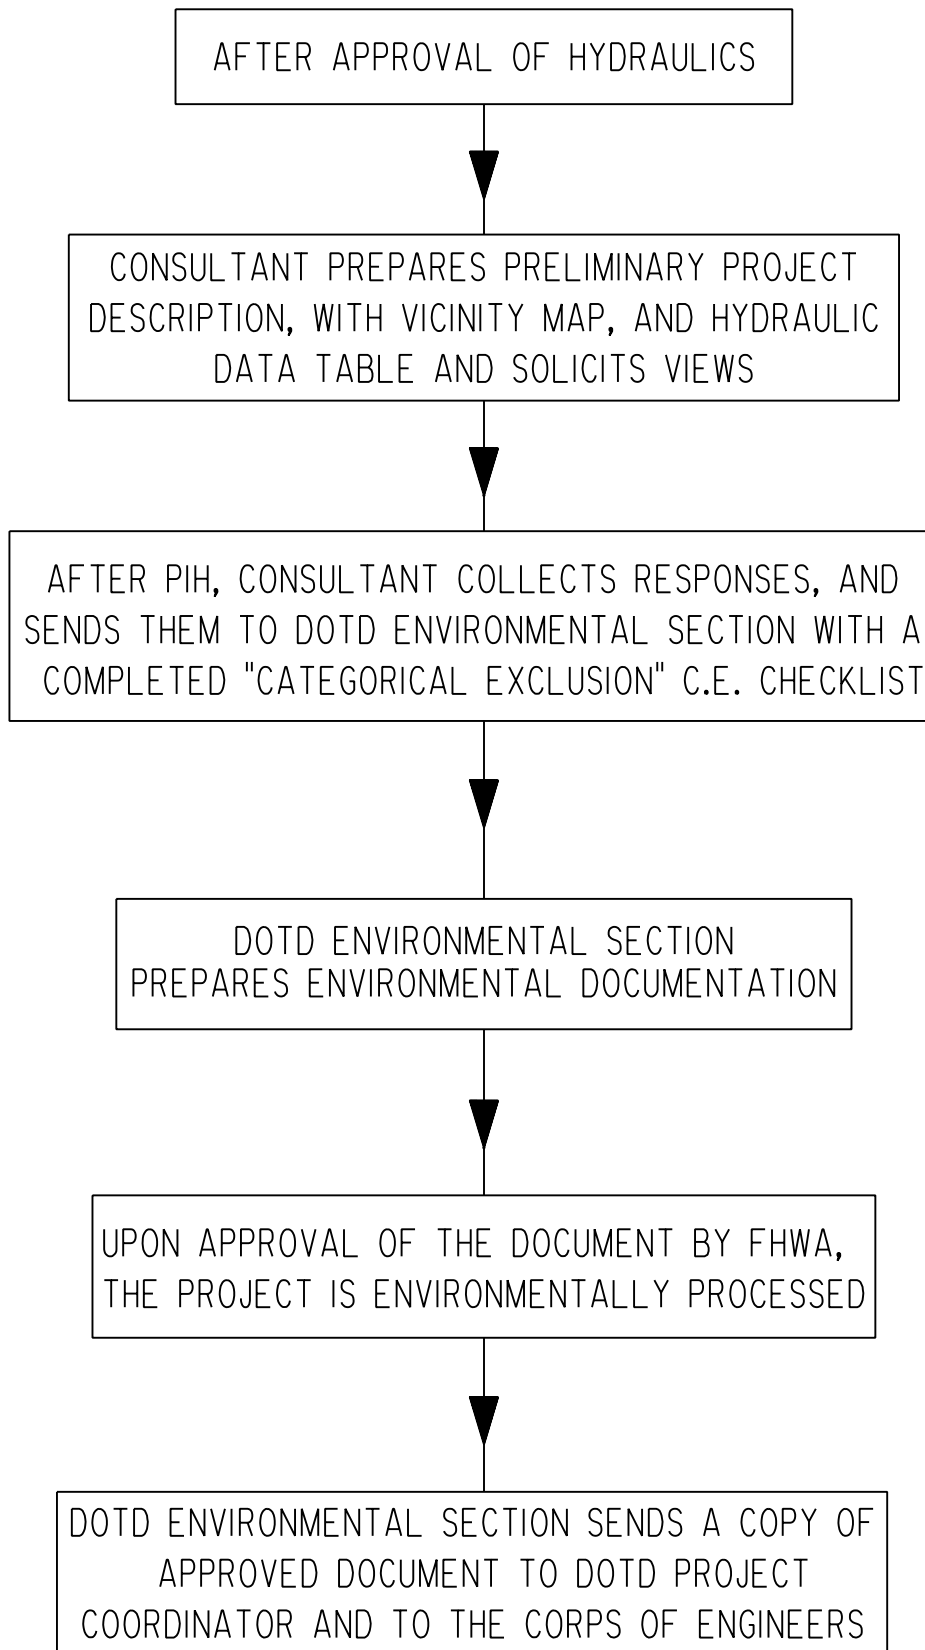 AFTER APPROVAL OF HYDRAULICS
CONSULTANT PREPARES PRELIMINARY PROJECT
DESCRIPTION, WITH VICINITY MAP, AND HYDRAULIC
DATA TABLE AND SOLICITS VIEWS
AFTER PIH, CONSULTANT COLLECTS RESPONSES, AND
SENDS THEM TO DOTD ENVIRONMENTAL SECTION WITH A
COMPLETED "CATEGORICAL EXCLUSION" C.E. CHECKLIST
DOTD ENVIRONMENTAL SECTION
PREPARES ENVIRONMENTAL DOCUMENTATION
UPON APPROVAL OF THE DOCUMENT BY FHWA,
THE PROJECT IS ENVIRONMENTALLY PROCESSED
DOTD ENVIRONMENTAL SECTION SENDS A COPY OF
APPROVED DOCUMENT TO DOTD PROJECT
COORDINATOR AND TO THE CORPS OF ENGINEERS